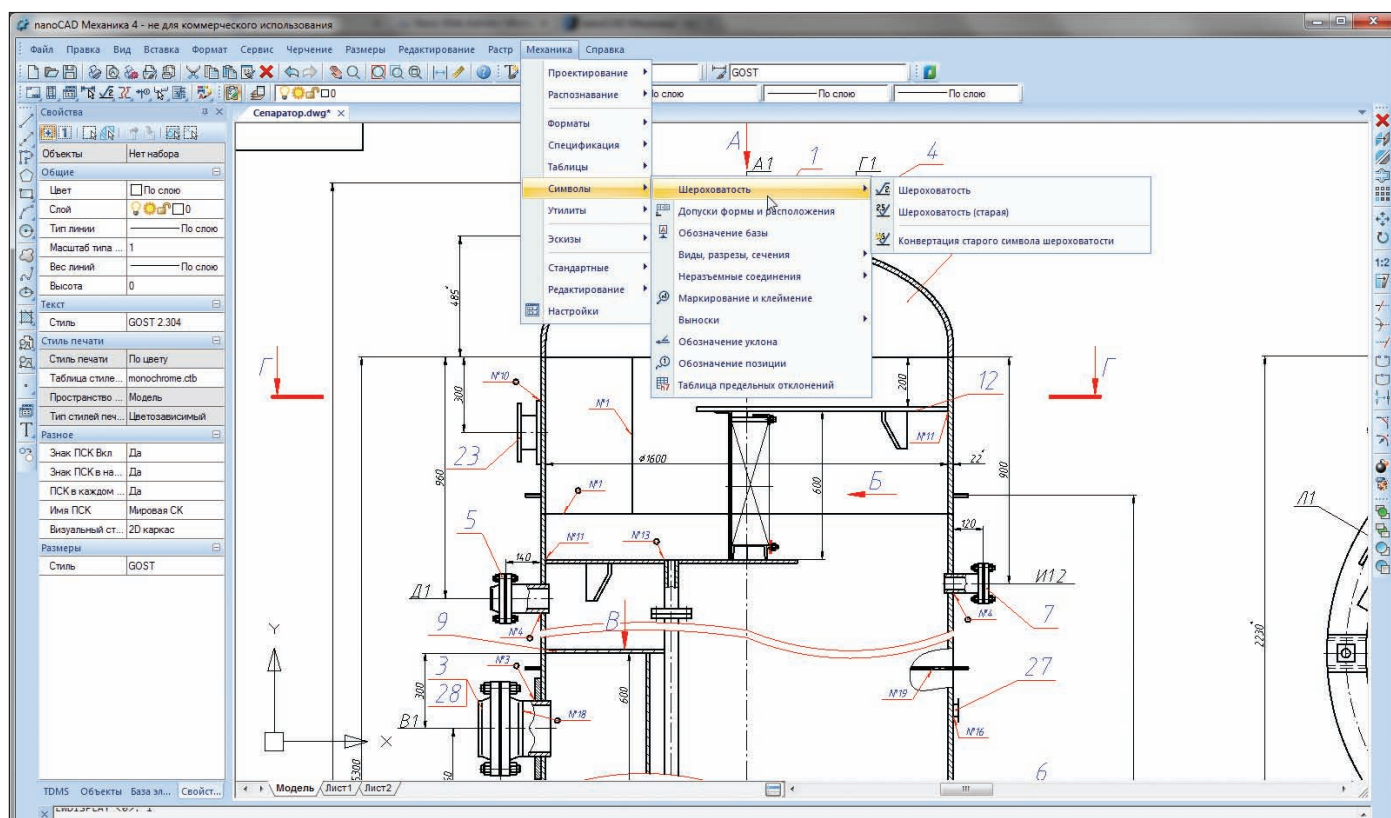 nanoCAD Механика 4 - не для коммерческого использования
Файл Правка Вид Вставка Формат Сервис Черчение Размеры Редактирование Растр Механика Справка
GOST
0
По слою
По слою
По слою
Свойства
Сепаратор.dwg*
Объекты Нет набора
Общие
Цвет По слою
Слой 0
Тип линии По слою
Масштаб типа ... 1
Вес линий По слою
Высота 0
Текст
Стиль GOST 2.304
Стиль печати
Стиль печати По цвету
Таблица стиле... monochrome.ctb
Пространство ... Модель
Тип стилей печ... Цветозависимый
Разное
Знак ПСК Вкл Да
Знак ПСК в на... Да
ПСК в каждом ... Да
Имя ПСК Мировая СК
Визуальный ст... 2D каркас
Размеры
Стиль GOST
TDMS Объекты База эл... Свойст...
Проектирование
Распознавание
Форматы
Спецификация
Таблицы
Символы
Утилиты
Эскизы
Стандартные
Редактирование
Настройки
Шероховатость
Допуски формы и расположения
Обозначение базы
Виды, разрезы, сечения
Неразъемные соединения
Маркирование и клеймение
Выноски
Обозначение уклона
Обозначение позиции
Таблица предельных отклонений
Шероховатость
Шероховатость (старая)
Конвертация старого символа шероховатости
1:2
А
А1
1
Г1
4
485*
Г
Г
№10
300
№1
200
12
№11
23
ø1600
22*
960
900
№1
600
Б
Л1
5
№11
№13
120
140
И1,2
Д1
9
№4
В
№4
7
2230
3
№3
27
28
300
600
№19
№18
В1
№16
5300
6
Y
X
Модель Лист1 Лист2